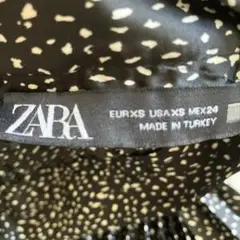 ZARA
EUR XS USA XS MEX 24
MADE IN TURKEY